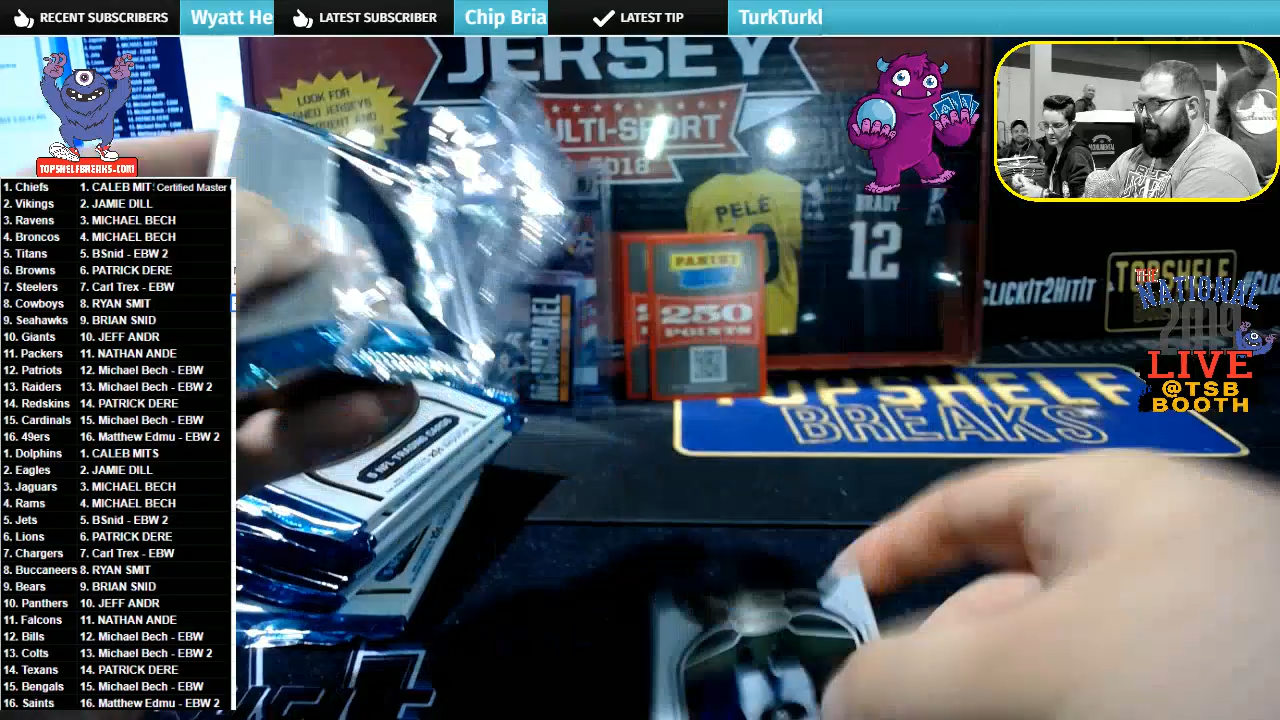 RECENT SUBSCRIBERS
Wyatt He
LATEST SUBSCRIBER
Chip Bria
LATEST TIP
TurkTurkl
TOPSHELFBREAKS.COM
1. Chiefs 1. CALEB MIT: Certified Master
2. Vikings 2. JAMIE DILL
3. Ravens 3. MICHAEL BECH
4. Broncos 4. MICHAEL BECH
5. Titans 5. BSnid - EBW 2
6. Browns 6. PATRICK DERE
7. Steelers 7. Carl Trex - EBW
8. Cowboys 8. RYAN SMIT
9. Seahawks 9. BRIAN SNID
10. Giants 10. JEFF ANDR
11. Packers 11. NATHAN ANDE
12. Patriots 12. Michael Bech - EBW
13. Raiders 13. Michael Bech - EBW 2
14. Redskins 14. PATRICK DERE
15. Cardinals 15. Michael Bech - EBW
16. 49ers 16. Matthew Edmu - EBW 2
1. Dolphins 1. CALEB MITS
2. Eagles 2. JAMIE DILL
3. Jaguars 3. MICHAEL BECH
4. Rams 4. MICHAEL BECH
5. Jets 5. BSnid - EBW 2
6. Lions 6. PATRICK DERE
7. Chargers 7. Carl Trex - EBW
8. Buccaneers 8. RYAN SMIT
9. Bears 9. BRIAN SNID
10. Panthers 10. JEFF ANDR
11. Falcons 11. NATHAN ANDE
12. Bills 12. Michael Bech - EBW
13. Colts 13. Michael Bech - EBW 2
14. Texans 14. PATRICK DERE
15. Bengals 15. Michael Bech - EBW
16. Saints 16. Matthew Edmu - EBW 2
JERSEY
LOOK FOR
ULTI-SPORT
2018
PELÉ
BRADY
12
PANINI
250
POINTS
CLICKIT2HITIT
TOPSHELF
THE
NATIONAL
2019
LIVE
@TSB
BOOTH
TOPSHELF
BREAKS
5 NFL TRADING CARDS